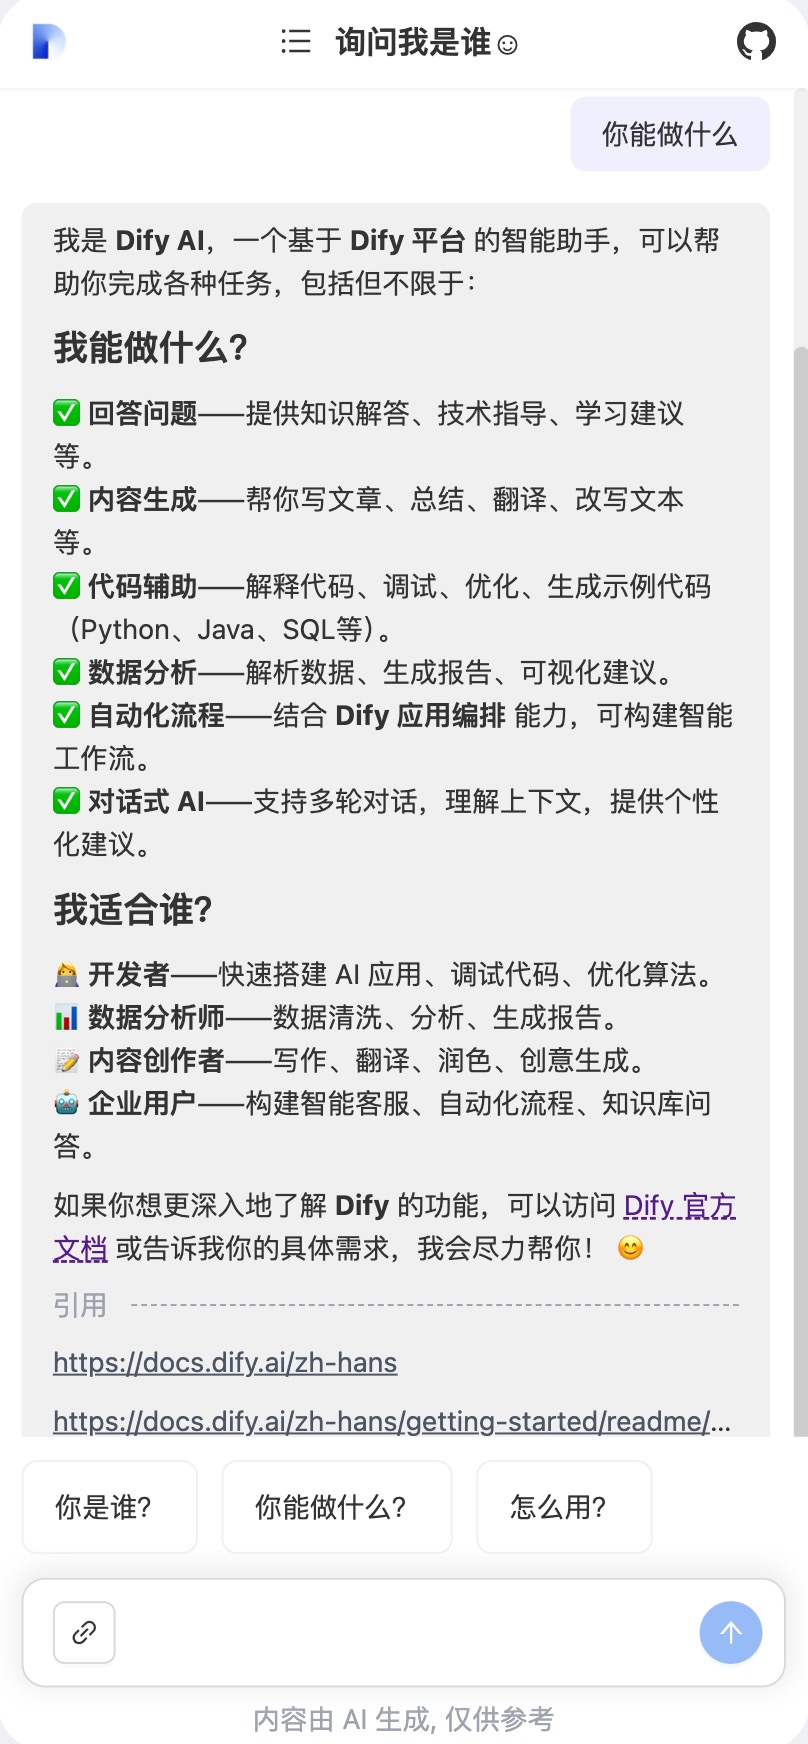 询问我是谁☺
你能做什么
我是 Dify AI，一个基于 Dify 平台 的智能助手，可以帮
助你完成各种任务，包括但不限于：
我能做什么?
✅ 回答问题——提供知识解答、技术指导、学习建议
等。
✅ 内容生成——帮你写文章、总结、翻译、改写文本
等。
✅ 代码辅助——解释代码、调试、优化、生成示例代码
（Python、Java、SQL等）。
✅ 数据分析——解析数据、生成报告、可视化建议。
✅ 自动化流程——结合 Dify 应用编排 能力，可构建智能
工作流。
✅ 对话式 AI——支持多轮对话，理解上下文，提供个性
化建议。
我适合谁?
🧑‍💻 开发者——快速搭建 AI 应用、调试代码、优化算法。
📊 数据分析师——数据清洗、分析、生成报告。
📝 内容创作者——写作、翻译、润色、创意生成。
🤖 企业用户——构建智能客服、自动化流程、知识库问
答。
如果你想更深入地了解 Dify 的功能，可以访问 Dify 官方
文档 或告诉我你的具体需求，我会尽力帮你！ 😊
引用
https://docs.dify.ai/zh-hans
https://docs.dify.ai/zh-hans/getting-started/readme/...
你是谁?
你能做什么?
怎么用?
内容由 AI 生成, 仅供参考